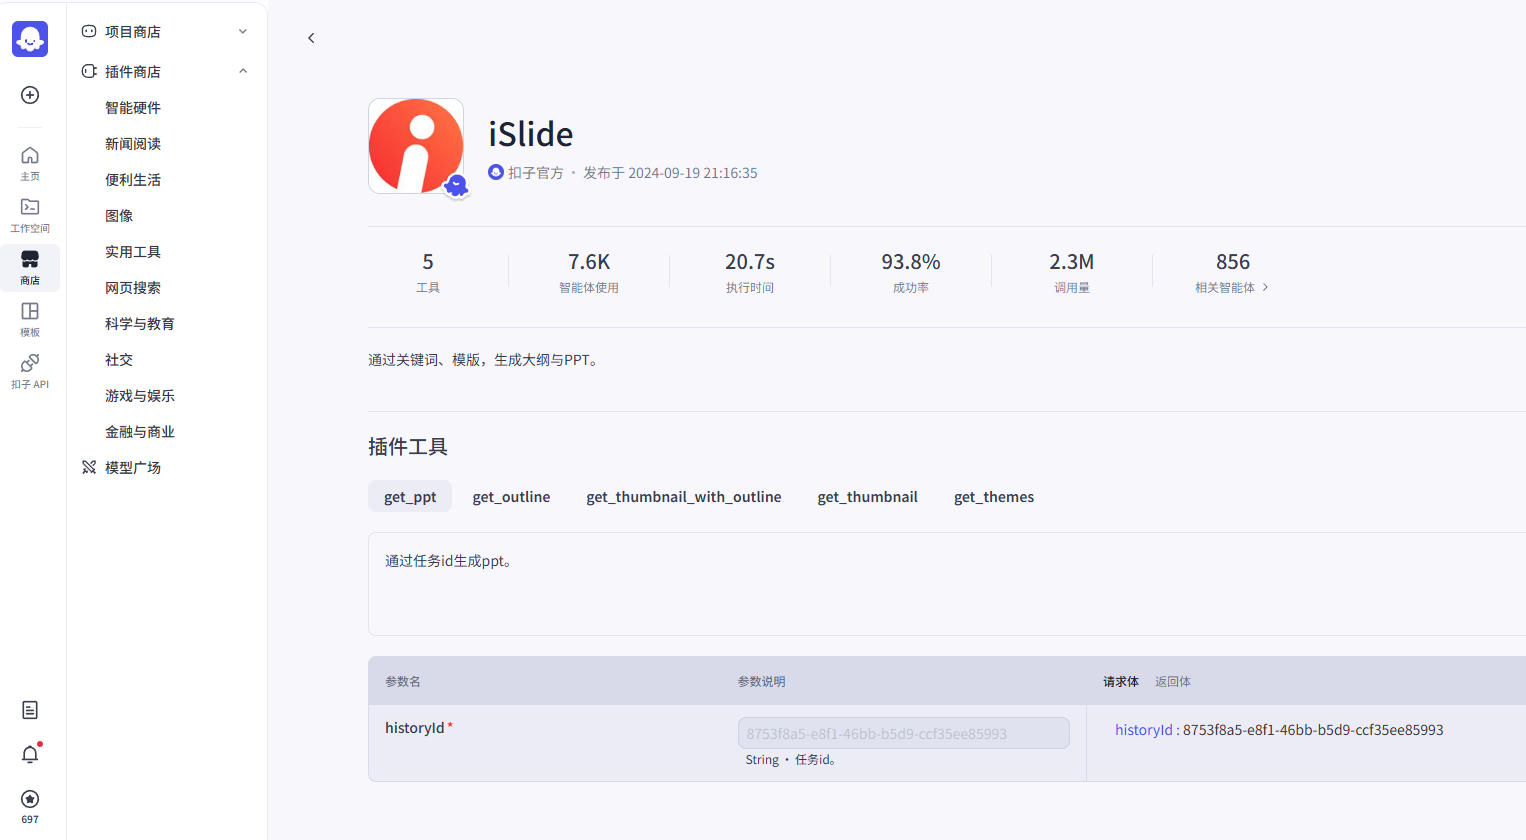 项目商店
插件商店
智能硬件
新闻阅读
便利生活
图像
实用工具
网页搜索
科学与教育
社交
游戏与娱乐
金融与商业
模型广场
主页
工作空间
商店
模板
扣子 API
697
iSlide
扣子官方 · 发布于 2024-09-19 21:16:35
5 7.6K 20.7s 93.8% 2.3M 856
工具 智能体使用 执行时间 成功率 调用量 相关智能体
通过关键词、模版，生成大纲与PPT。
插件工具
get_ppt get_outline get_thumbnail_with_outline get_thumbnail get_themes
通过任务id生成ppt。
参数名 参数说明 请求体 返回体
historyId * 8753f8a5-e8f1-46bb-b5d9-ccf35ee85993 historyId : 8753f8a5-e8f1-46bb-b5d9-ccf35ee85993
String · 任务id。